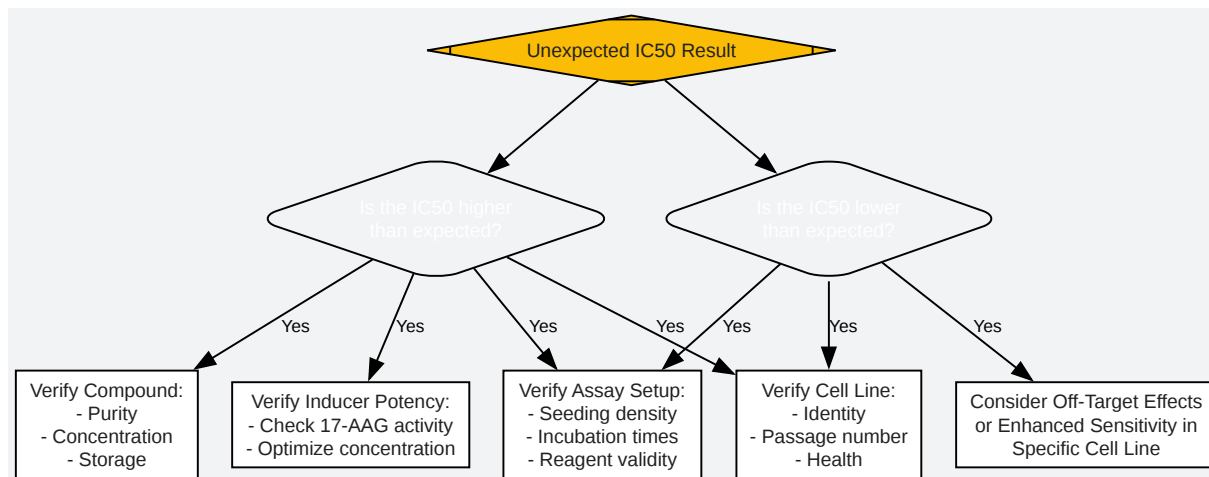 Unexpected IC50 Result
Is the IC50 higher
than expected?
Is the IC50 lower
than expected?
Yes
Yes
Yes
Yes
Yes
Yes
Yes
Verify Compound:
- Purity
- Concentration
- Storage
Verify Inducer Potency:
- Check 17-AAG activity
- Optimize concentration
Verify Assay Setup:
- Seeding density
- Incubation times
- Reagent validity
Verify Cell Line:
- Identity
- Passage number
- Health
Consider Off-Target Effects
or Enhanced Sensitivity in
Specific Cell Line